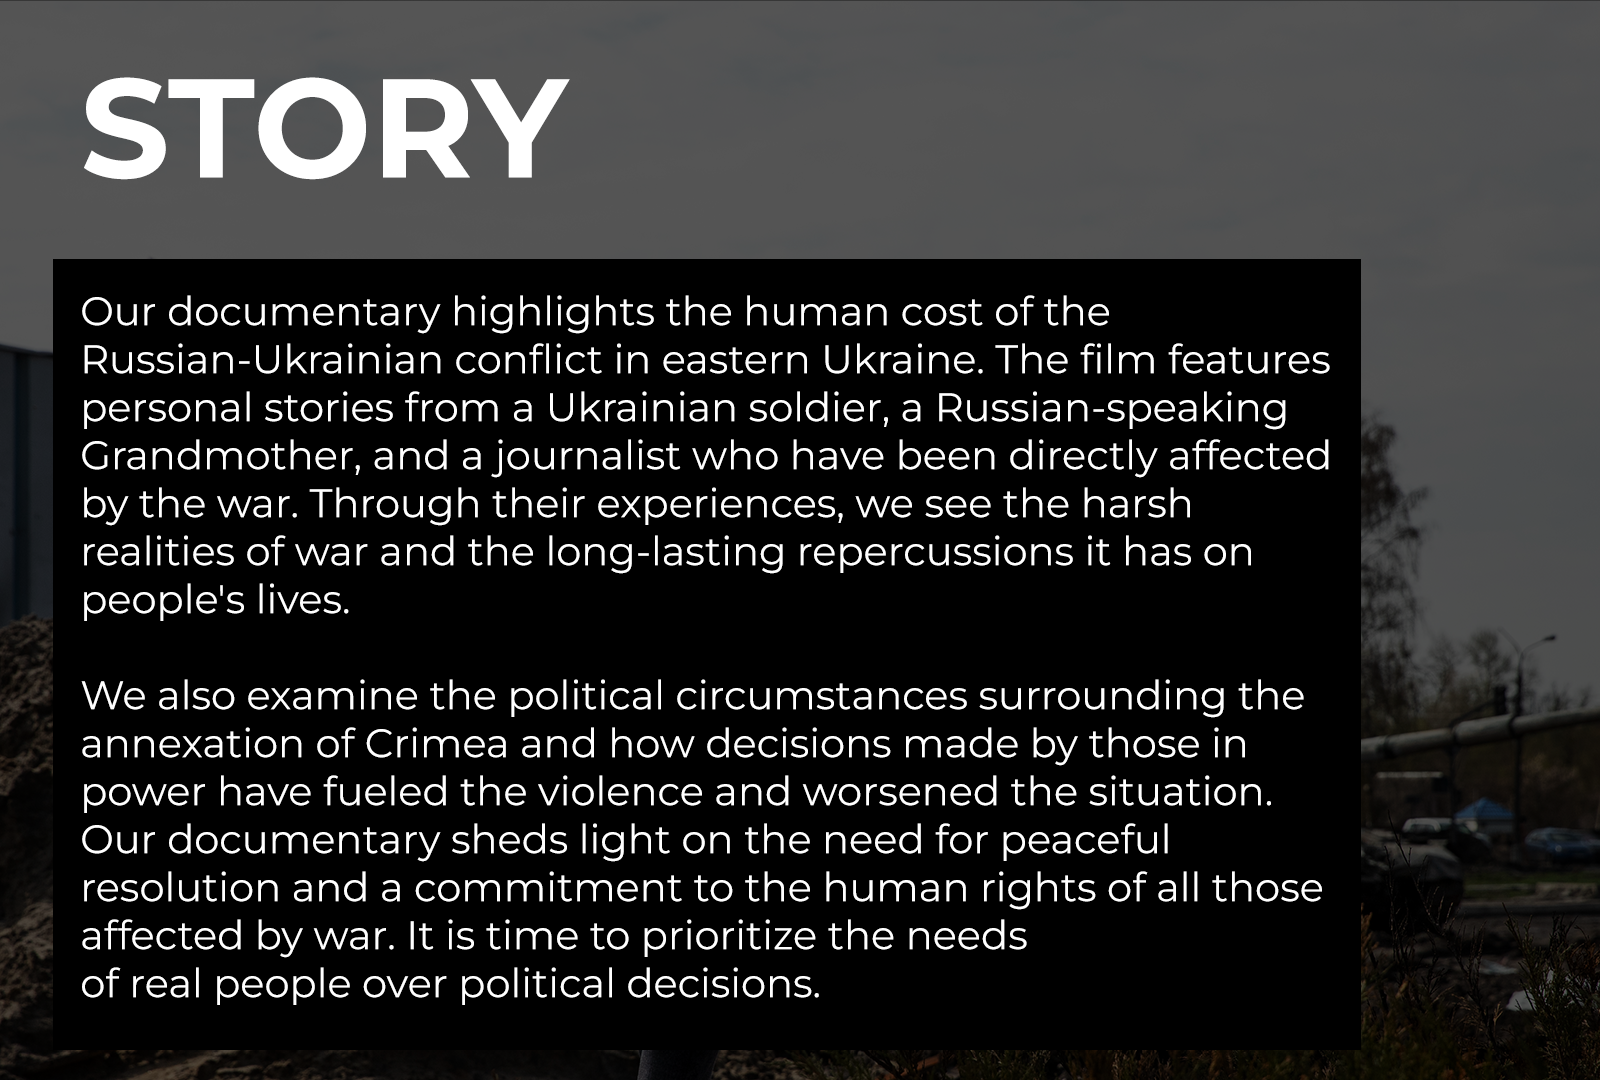 STORY
Our documentary highlights the human cost of the
Russian-Ukrainian conflict in eastern Ukraine. The film features
personal stories from a Ukrainian soldier, a Russian-speaking
Grandmother, and a journalist who have been directly affected
by the war. Through their experiences, we see the harsh
realities of war and the long-lasting repercussions it has on
people's lives.
We also examine the political circumstances surrounding the
annexation of Crimea and how decisions made by those in
power have fueled the violence and worsened the situation.
Our documentary sheds light on the need for peaceful
resolution and a commitment to the human rights of all those
affected by war. It is time to prioritize the needs
of real people over political decisions.